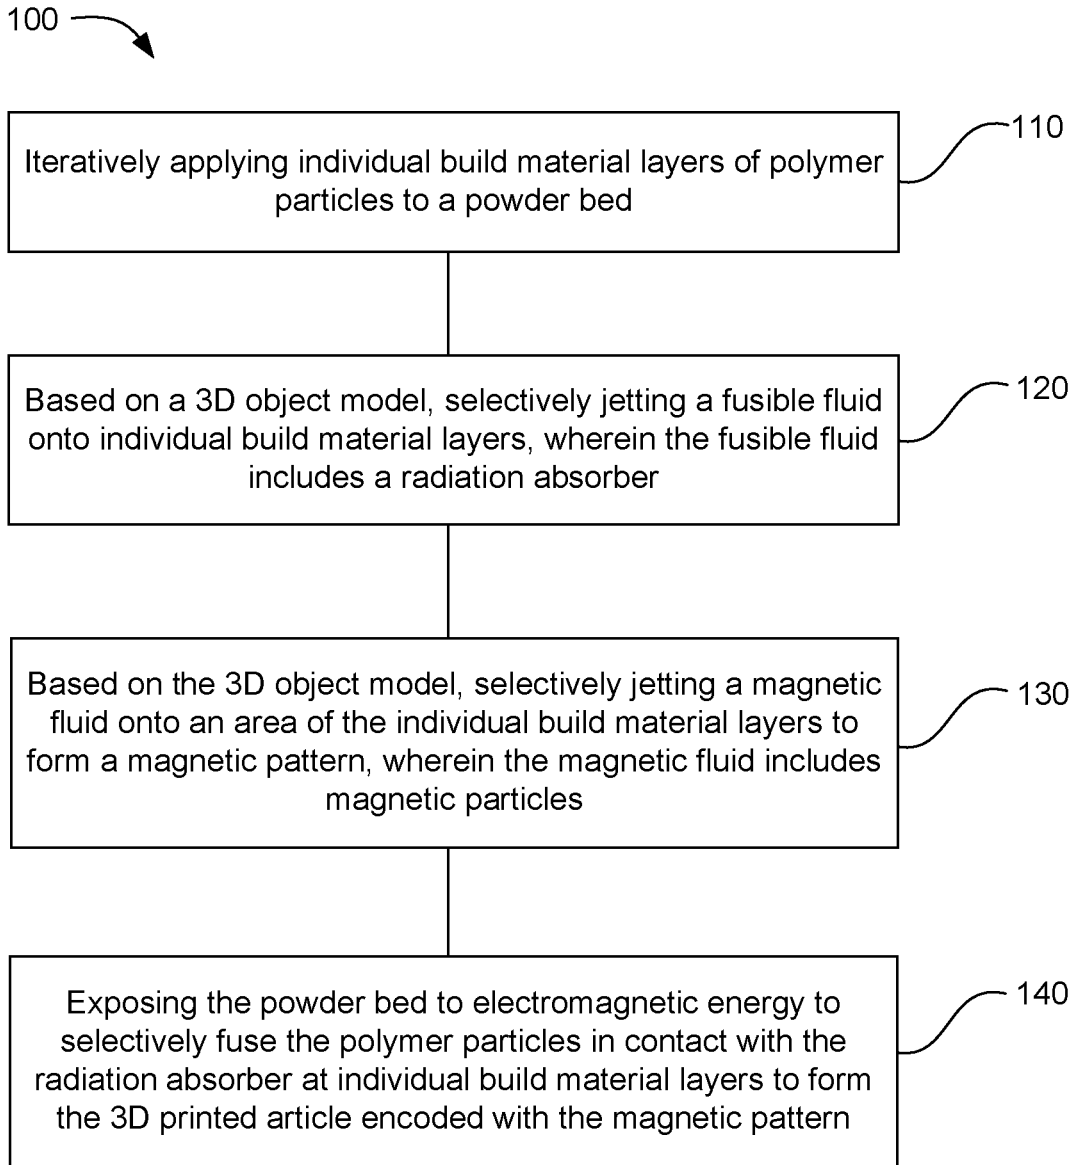 100
110
Iteratively applying individual build material layers of polymer
particles to a powder bed
120
Based on a 3D object model, selectively jetting a fusible fluid
onto individual build material layers, wherein the fusible fluid
includes a radiation absorber
130
Based on the 3D object model, selectively jetting a magnetic
fluid onto an area of the individual build material layers to
form a magnetic pattern, wherein the magnetic fluid includes
magnetic particles
140
Exposing the powder bed to electromagnetic energy to
selectively fuse the polymer particles in contact with the
radiation absorber at individual build material layers to form
the 3D printed article encoded with the magnetic pattern